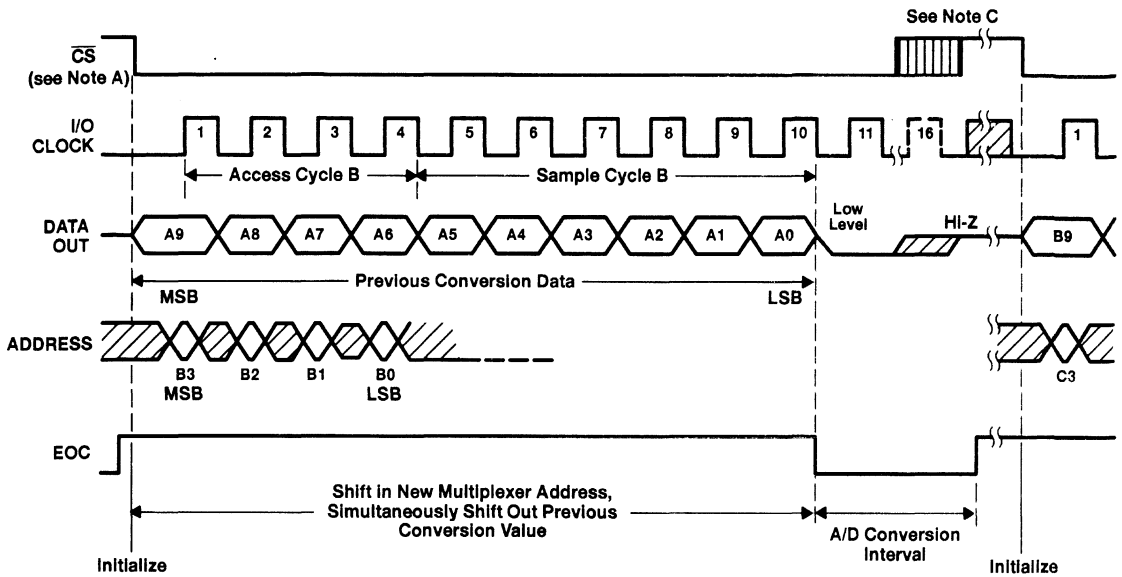 See Note C
CS
(see Note A)
I/O
CLOCK
1 2 3 4 5 6 7 8 9 10 11 16 1
Access Cycle B
Sample Cycle B
DATA
OUT
A9 A8 A7 A6 A5 A4 A3 A2 A1 A0
Low
Level
Hi-Z
B9
Previous Conversion Data
MSB
LSB
ADDRESS
B3 B2 B1 B0
MSB LSB
C3
EOC
Shift in New Multiplexer Address,
Simultaneously Shift Out Previous
Conversion Value
A/D Conversion
Interval
Initialize
Initialize